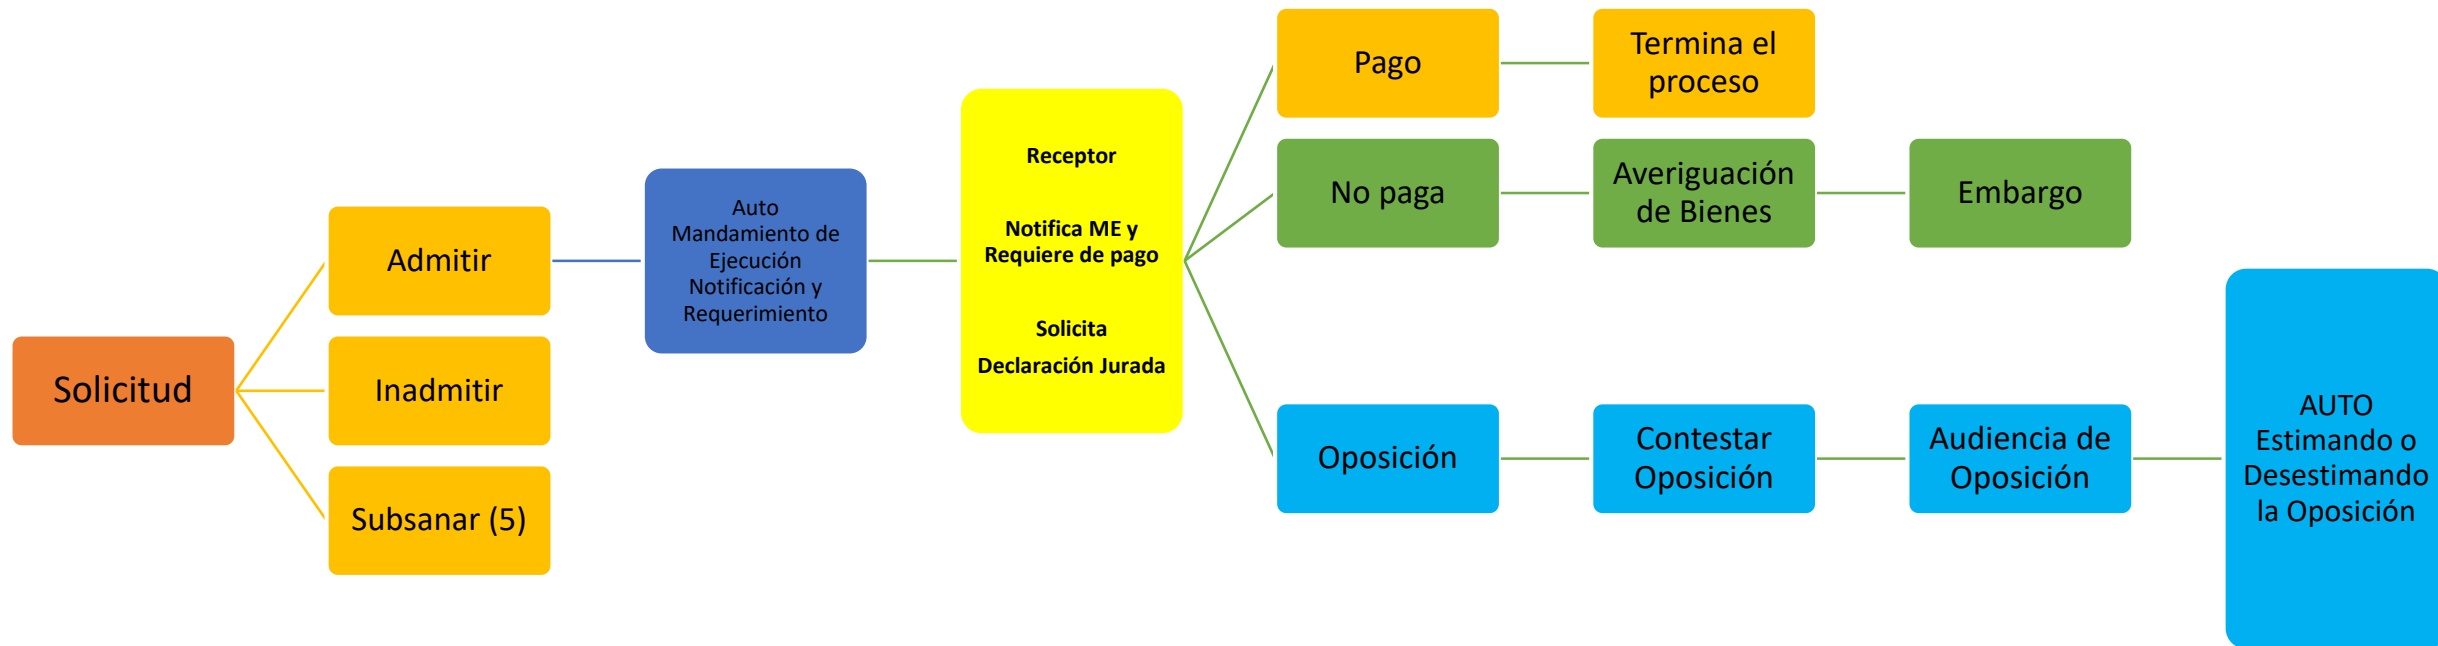 Solicitud
Admitir
Inadmitir
Subsanar (5)
Auto
Mandamiento de
Ejecución
Notificación y
Requerimiento
Receptor
Notifica ME y
Requiere de pago
Solicita
Declaración Jurada
Pago
Termina el
proceso
No paga
Averiguación
de Bienes
Embargo
Oposición
Contestar
Oposición
Audiencia de
Oposición
AUTO
Estimando o
Desestimando
la Oposición